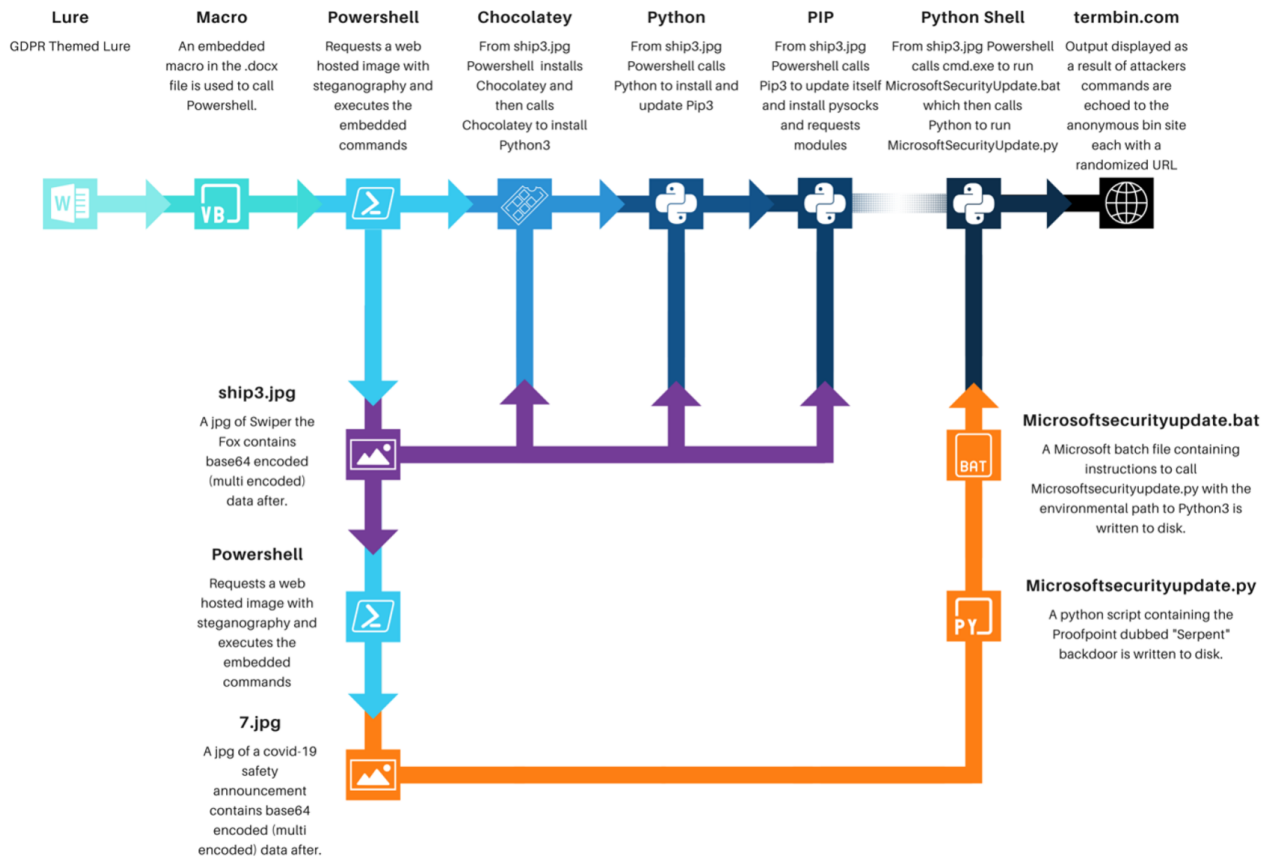 Lure
GDPR Themed Lure
Macro
An embedded
macro in the .docx
file is used to call
Powershell.
Powershell
Requests a web
hosted image with
steganography and
executes the
embedded
commands
Chocolatey
From ship3.jpg
Powershell installs
Chocolatey and
then calls
Chocolatey to install
Python3
Python
From ship3.jpg
Powershell calls
Python to install and
update Pip3
PIP
From ship3.jpg
Powershell calls
Pip3 to update itself
and install pysocks
and requests
modules
Python Shell
From ship3.jpg Powershell
calls cmd.exe to run
MicrosoftSecurityUpdate.bat
which then calls
Python to run
MicrosoftSecurityUpdate.py
termbin.com
Output displayed as
a result of attackers
commands are
echoed to the
anonymous bin site
each with a
randomized URL
W
VB
ship3.jpg
A jpg of Swiper the
Fox contains
base64 encoded
(multi encoded)
data after.
Powershell
Requests a web
hosted image with
steganography and
executes the
embedded
commands
7.jpg
A jpg of a covid-19
safety
announcement
contains base64
encoded (multi
encoded) data after.
BAT
Microsoftsecurityupdate.bat
A Microsoft batch file containing
instructions to call
Microsoftsecurityupdate.py with the
environmental path to Python3 is
written to disk.
PY
Microsoftsecurityupdate.py
A python script containing the
Proofpoint dubbed "Serpent"
backdoor is written to disk.